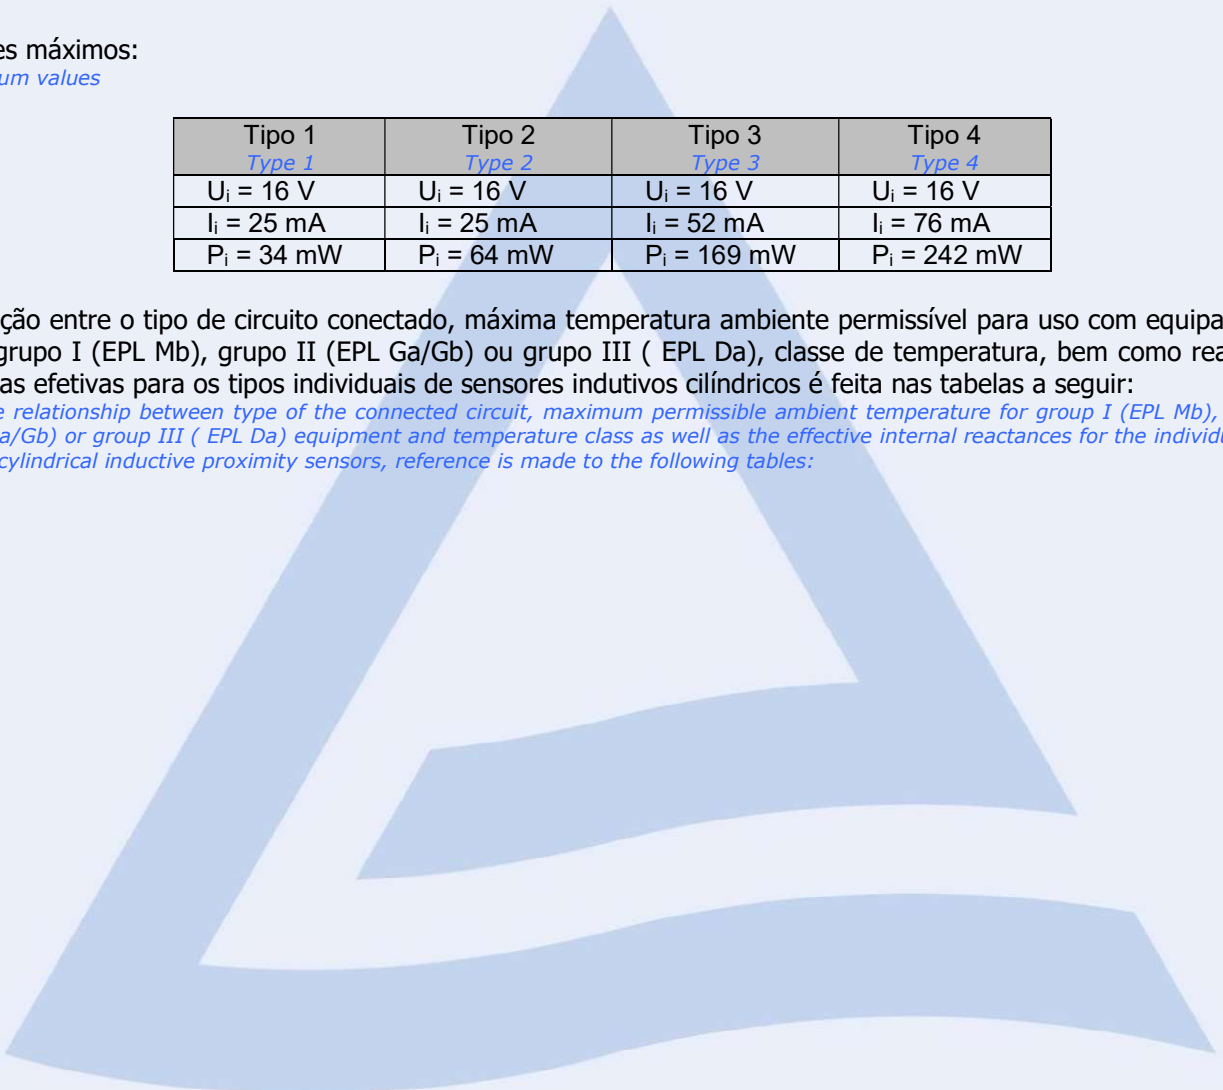 es máximos:
um values
Tipo 1 Tipo 2 Tipo 3 Tipo 4
Type 1 Type 2 Type 3 Type 4
Uᵢ = 16 V Uᵢ = 16 V Uᵢ = 16 V Uᵢ = 16 V
Iᵢ = 25 mA Iᵢ = 25 mA Iᵢ = 52 mA Iᵢ = 76 mA
Pᵢ = 34 mW Pᵢ = 64 mW Pᵢ = 169 mW Pᵢ = 242 mW
ção entre o tipo de circuito conectado, máxima temperatura ambiente permissível para uso com equipa
grupo I (EPL Mb), grupo II (EPL Ga/Gb) ou grupo III ( EPL Da), classe de temperatura, bem como rea
as efetivas para os tipos individuais de sensores indutivos cilíndricos é feita nas tabelas a seguir:
e relationship between type of the connected circuit, maximum permissible ambient temperature for group I (EPL Mb),
a/Gb) or group III ( EPL Da) equipment and temperature class as well as the effective internal reactances for the individu
cylindrical inductive proximity sensors, reference is made to the following tables: